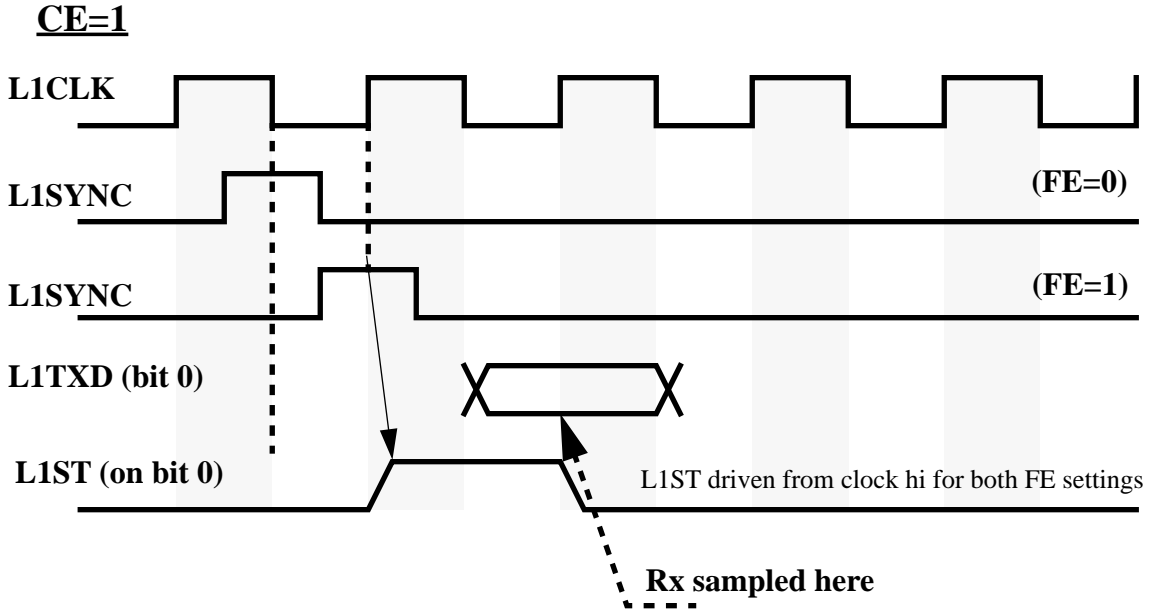 CE=1
L1CLK
L1SYNC (FE=0)
L1SYNC (FE=1)
L1TXD (bit 0)
L1ST (on bit 0)
L1ST driven from clock hi for both FE settings
Rx sampled here